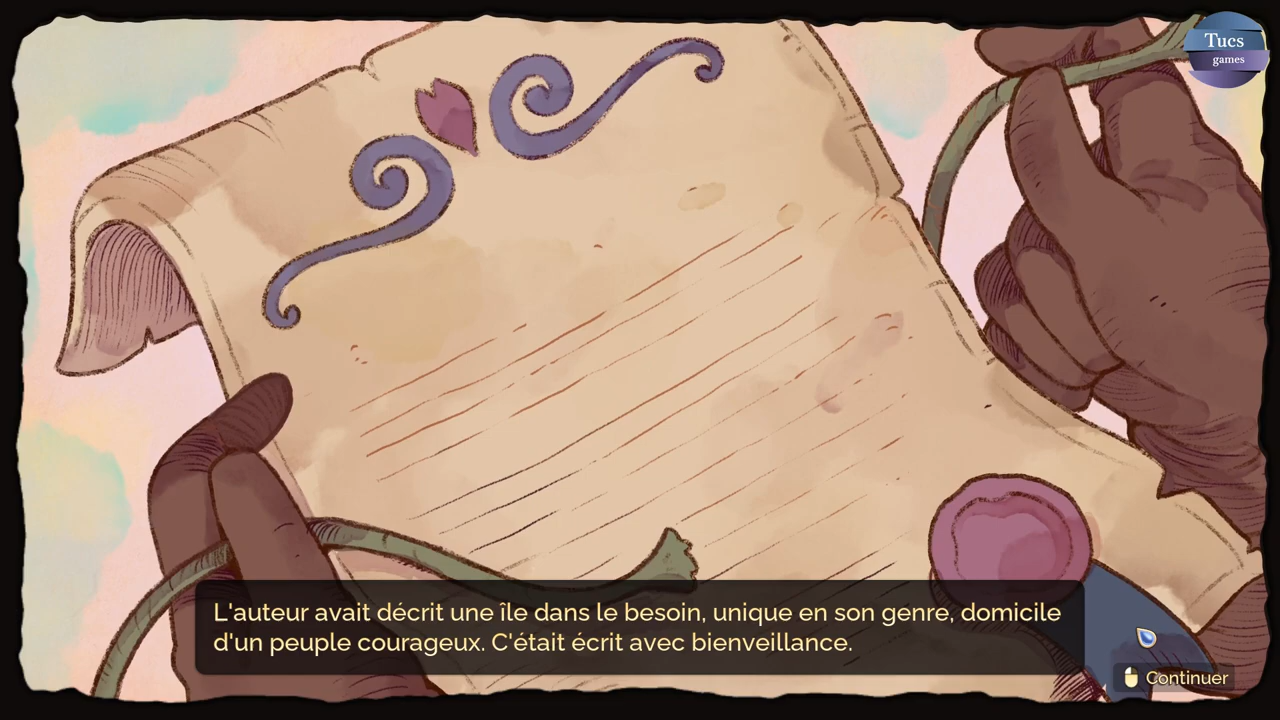 Tucs
games
L'auteur avait décrit une île dans le besoin, unique en son genre, domicile
d'un peuple courageux. C'était écrit avec bienveillance.
Continuer